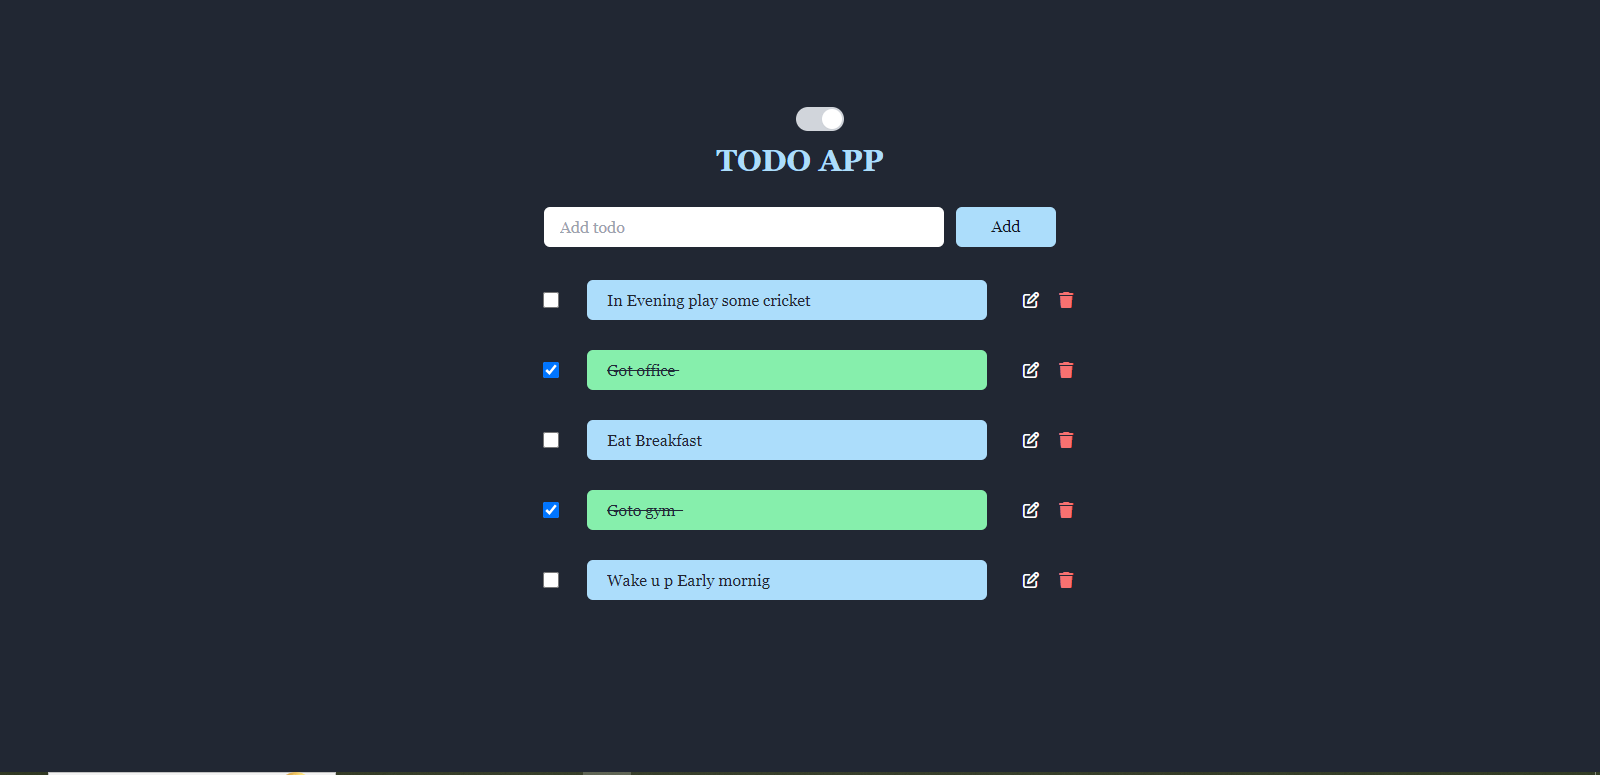 TODO APP
Add todo Add
In Evening play some cricket
Got office
Eat Breakfast
Goto gym
Wake u p Early mornig